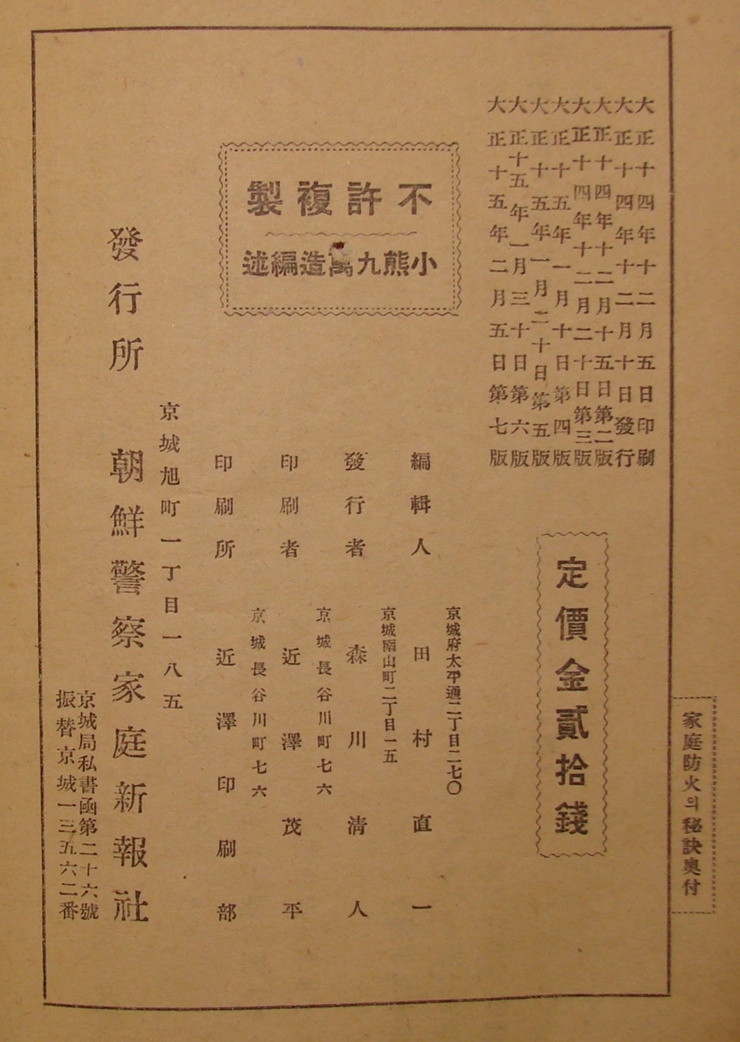 家庭防火의秘訣奧付
大正十四年十二月五日印刷
大正十四年十二月十日發行
大正十四年十二月十五日第二版
大正十四年十二月二十日第三版
大正十五年一月十日第四版
大正十五年一月二十日第五版
大正十五年一月三十日第六版
大正十五年二月五日第七版
定價金貳拾錢
不許複製
小熊九萬造編述
京城府太平通二丁目二七〇
編輯人 田村直一
京城南山町二丁目一五
發行者 森川清人
京城長谷川町七六
印刷者 近澤茂平
京城長谷川町七六
印刷所 近澤印刷部
京城旭町一丁目一八五
發行所 朝鮮警察家庭新報社
京城局私書函第二十六號
振替京城一三五六二番